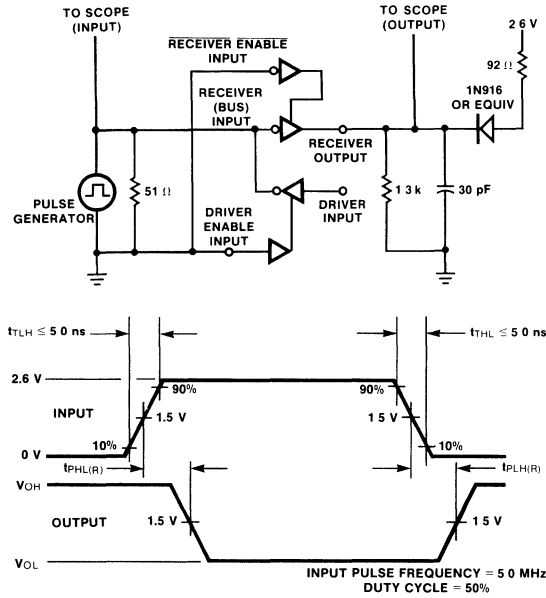 TO SCOPE
(INPUT)
TO SCOPE
(OUTPUT)
2 6 V
RECEIVER ENABLE
INPUT
92 Ω
1N916
OR EQUIV
RECEIVER
(BUS)
INPUT
RECEIVER
OUTPUT
51 Ω
1 3 k
30 pF
PULSE
GENERATOR
DRIVER
INPUT
DRIVER
ENABLE
INPUT
tTLH ≤ 5 0 ns
tTHL ≤ 5 0 ns
2.6 V
90%
90%
INPUT
1.5 V
1 5 V
10%
10%
0 V
tPHL(R)
tPLH(R)
VOH
OUTPUT
1.5 V
1 5 V
VOL
INPUT PULSE FREQUENCY = 5 0 MHz
DUTY CYCLE = 50%